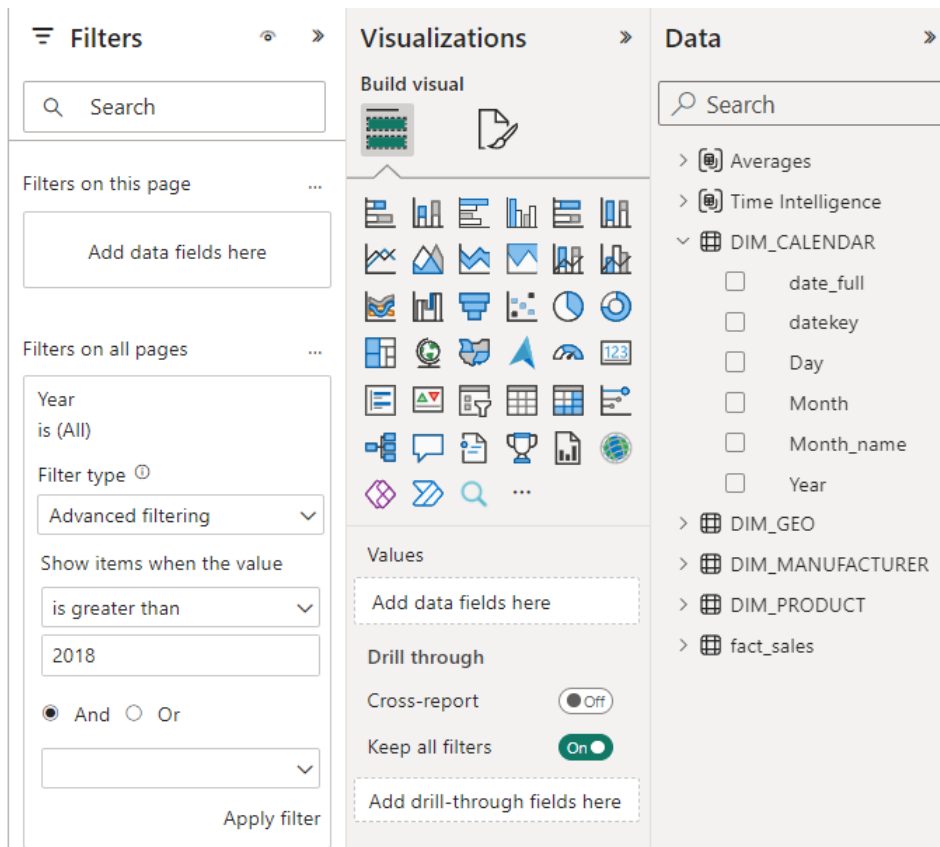 Filters
Search
Filters on this page
...
Add data fields here
Filters on all pages
...
Year
is (All)
Filter type
Advanced filtering
Show items when the value
is greater than
2018
And Or
Apply filter
Visualizations
Build visual
123
...
Values
Add data fields here
Drill through
Cross-report Off
Keep all filters On
Add drill-through fields here
Data
Search
Averages
Time Intelligence
DIM_CALENDAR
date_full
datekey
Day
Month
Month_name
Year
DIM_GEO
DIM_MANUFACTURER
DIM_PRODUCT
fact_sales